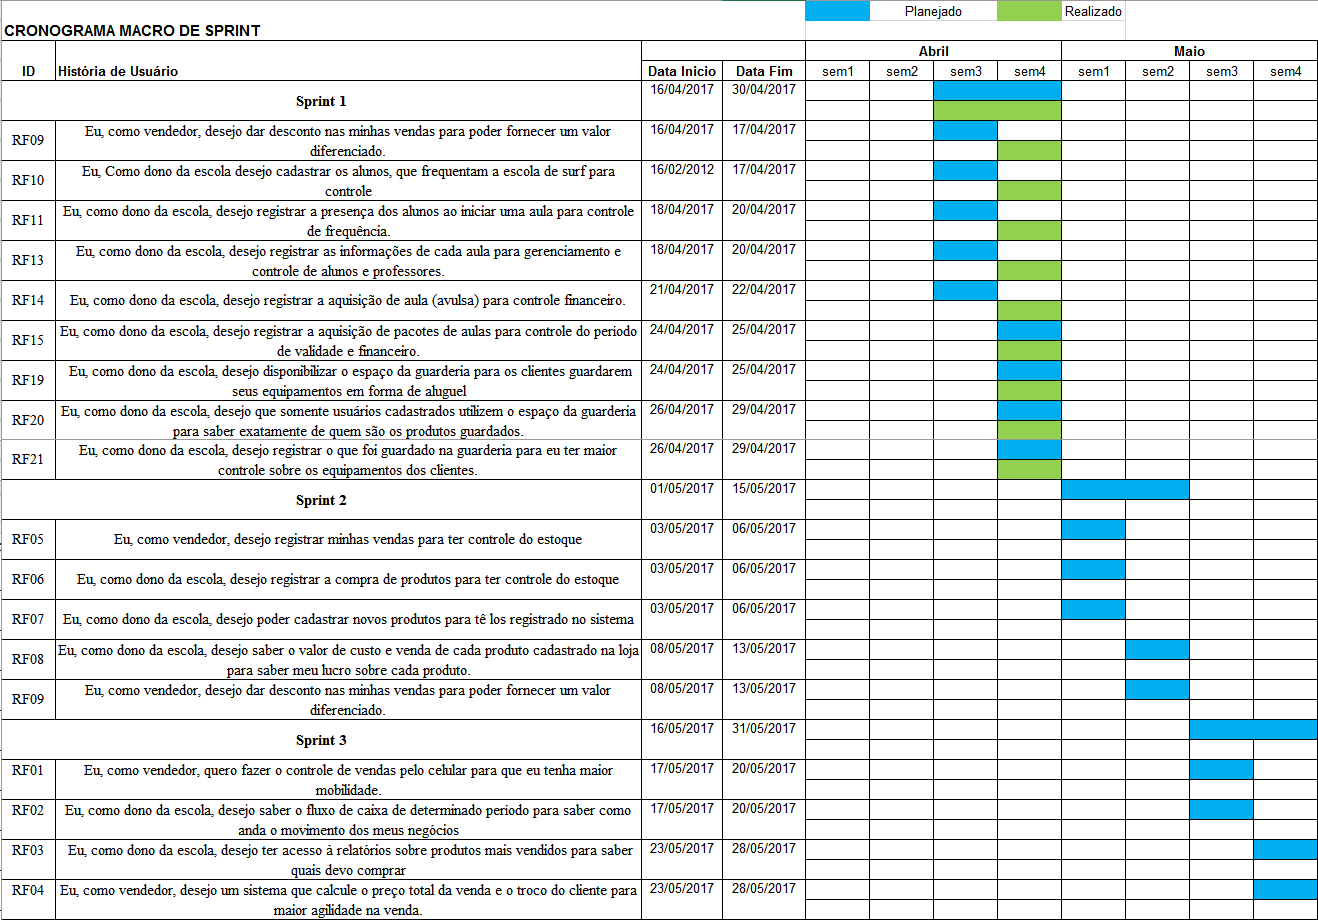 Planejado Realizado
CRONOGRAMA MACRO DE SPRINT
Abril Maio
ID História de Usuário Data Inicio Data Fim sem1 sem2 sem3 sem4 sem1 sem2 sem3 sem4
Sprint 1 16/04/2017 30/04/2017
RF09 Eu, como vendedor, desejo dar desconto nas minhas vendas para poder fornecer um valor 16/04/2017 17/04/2017
diferenciado.
RF10 Eu, Como dono da escola desejo cadastrar os alunos, que frequentam a escola de surf para 16/02/2012 17/04/2017
controle
RF11 Eu, como dono da escola, desejo registrar a presença dos alunos ao iniciar uma aula para controle 18/04/2017 20/04/2017
de frequência.
RF13 Eu, como dono da escola, desejo registrar as informações de cada aula para gerenciamento e 18/04/2017 20/04/2017
controle de alunos e professores.
RF14 Eu, como dono da escola, desejo registrar a aquisição de aula (avulsa) para controle financeiro. 21/04/2017 22/04/2017
RF15 Eu, como dono da escola, desejo registrar a aquisição de pacotes de aulas para controle do período 24/04/2017 25/04/2017
de validade e financeiro.
RF19 Eu, como dono da escola, desejo disponibilizar o espaço da guarderia para os clientes guardarem 24/04/2017 25/04/2017
seus equipamentos em forma de aluguel
RF20 Eu, como dono da escola, desejo que somente usuários cadastrados utilizem o espaço da guarderia 26/04/2017 29/04/2017
para saber exatamente de quem são os produtos guardados.
RF21 Eu, como dono da escola, desejo registrar o que foi guardado na guarderia para eu ter maior 26/04/2017 29/04/2017
controle sobre os equipamentos dos clientes.
Sprint 2 01/05/2017 15/05/2017
RF05 Eu, como vendedor, desejo registrar minhas vendas para ter controle do estoque 03/05/2017 06/05/2017
RF06 Eu, como dono da escola, desejo registrar a compra de produtos para ter controle do estoque 03/05/2017 06/05/2017
RF07 Eu, como dono da escola, desejo poder cadastrar novos produtos para tê los registrado no sistema 03/05/2017 06/05/2017
RF08 Eu, como dono da escola, desejo saber o valor de custo e venda de cada produto cadastrado na loja 08/05/2017 13/05/2017
para saber meu lucro sobre cada produto.
RF09 Eu, como vendedor, desejo dar desconto nas minhas vendas para poder fornecer um valor 08/05/2017 13/05/2017
diferenciado.
Sprint 3 16/05/2017 31/05/2017
RF01 Eu, como vendedor, quero fazer o controle de vendas pelo celular para que eu tenha maior 17/05/2017 20/05/2017
mobilidade.
RF02 Eu, como dono da escola, desejo saber o fluxo de caixa de determinado período para saber como 17/05/2017 20/05/2017
anda o movimento dos meus negócios
RF03 Eu, como dono da escola, desejo ter acesso à relatórios sobre produtos mais vendidos para saber 23/05/2017 28/05/2017
quais devo comprar
RF04 Eu, como vendedor, desejo um sistema que calcule o preço total da venda e o troco do cliente para 23/05/2017 28/05/2017
maior agilidade na venda.